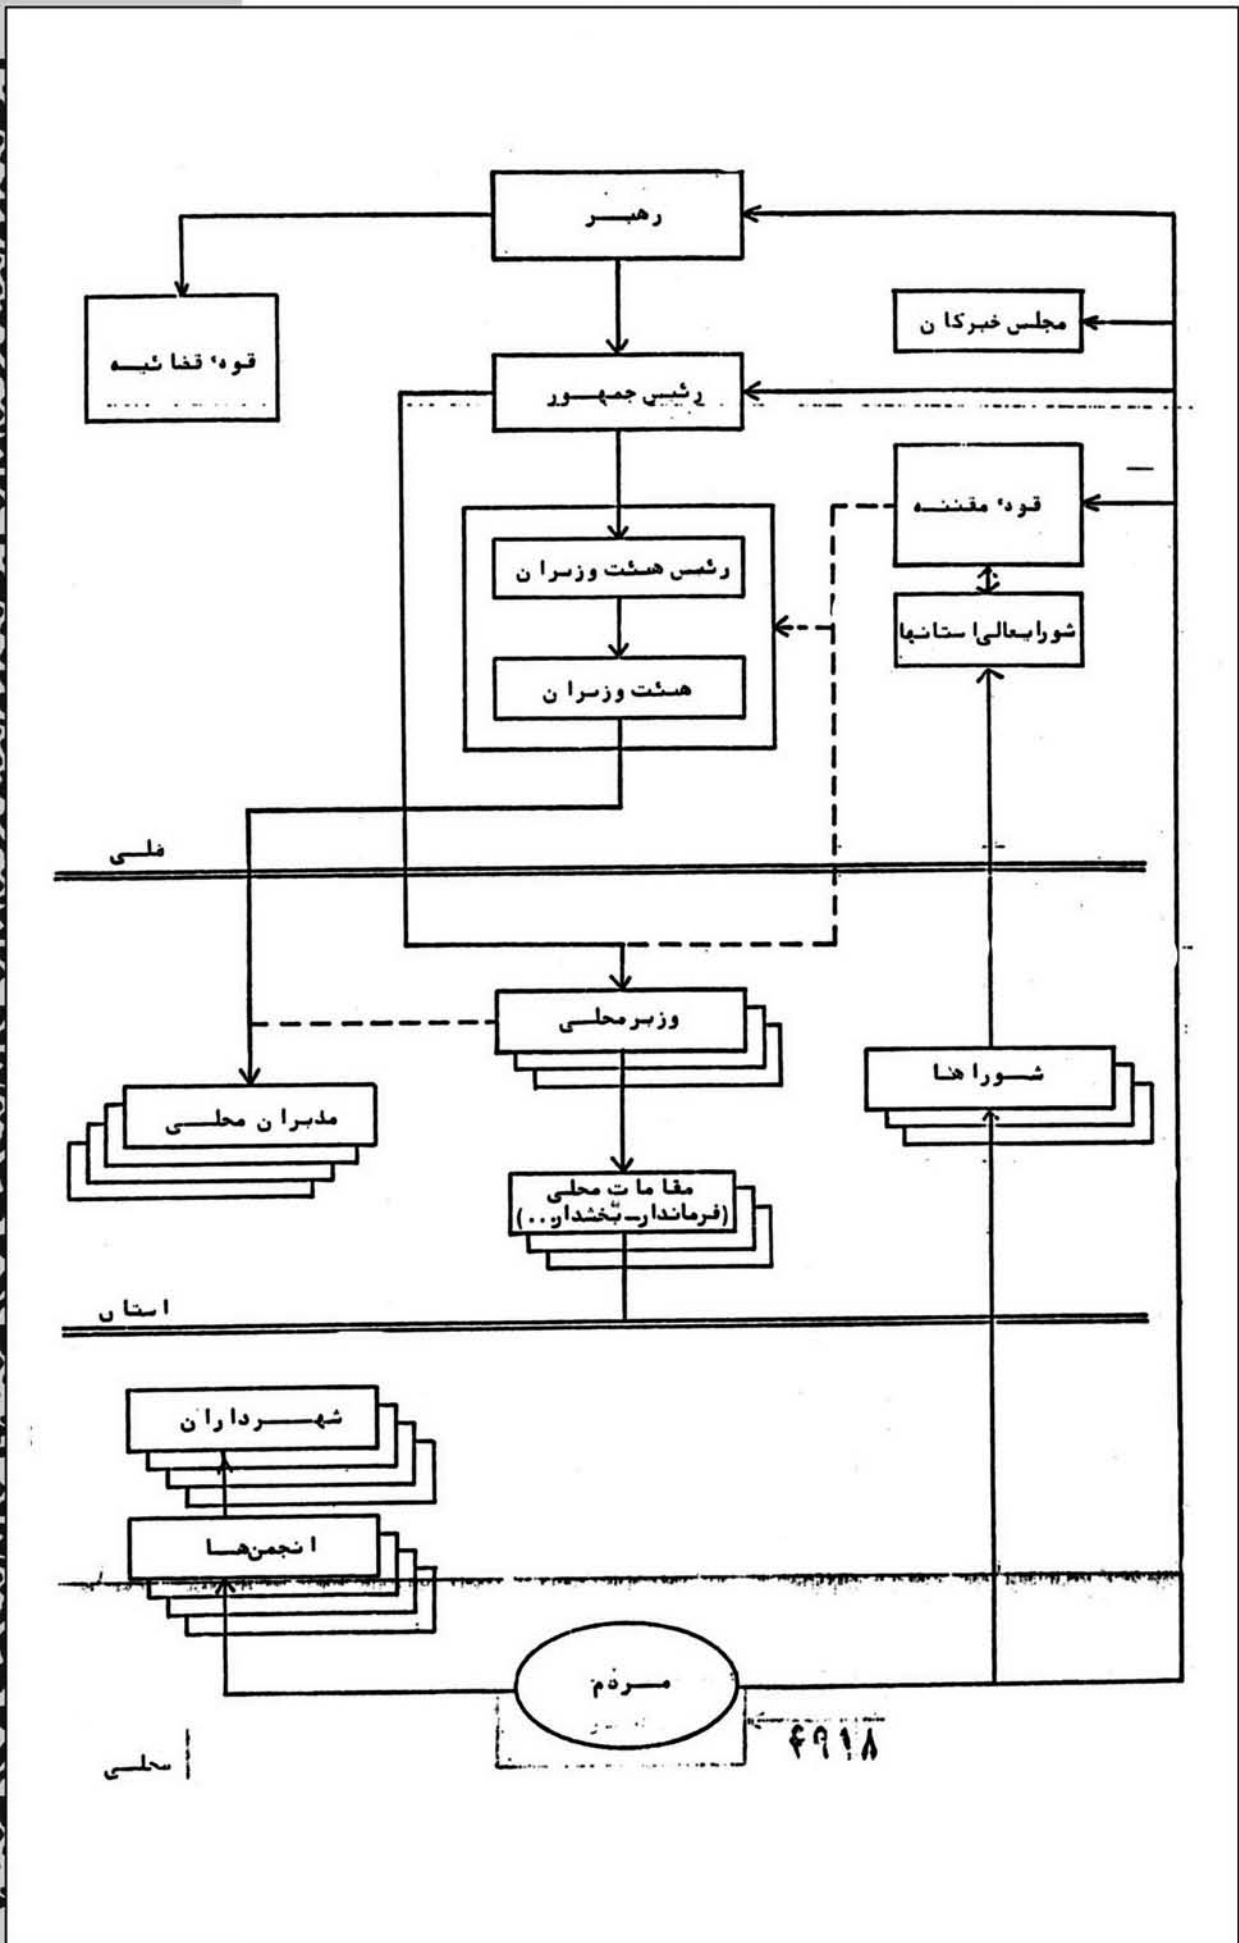 رهبر
مجلس خبرکان
قوه‌ء قضائیه
رئیس جمهور
قوه‌ء مقننه
رئیس هیئت وزیران
شورایعالی استانها
هیئت وزیران
ملی
وزیر محلی
شوراها
مدیران محلی
مقامات محلی
(فرماندار-بخشدار...)
استان
شهرداران
انجمن‌ها
مردم
۴۹۱۸
محلی